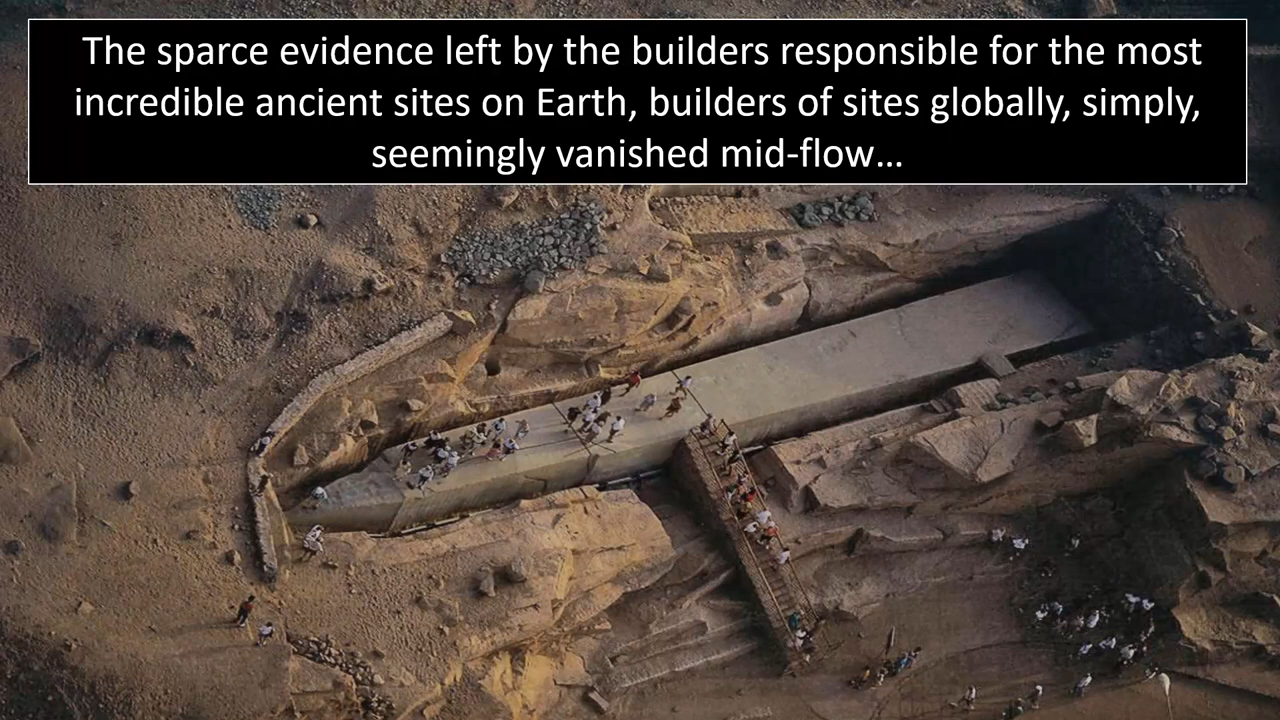 The sparce evidence left by the builders responsible for the most
incredible ancient sites on Earth, builders of sites globally, simply,
seemingly vanished mid-flow…